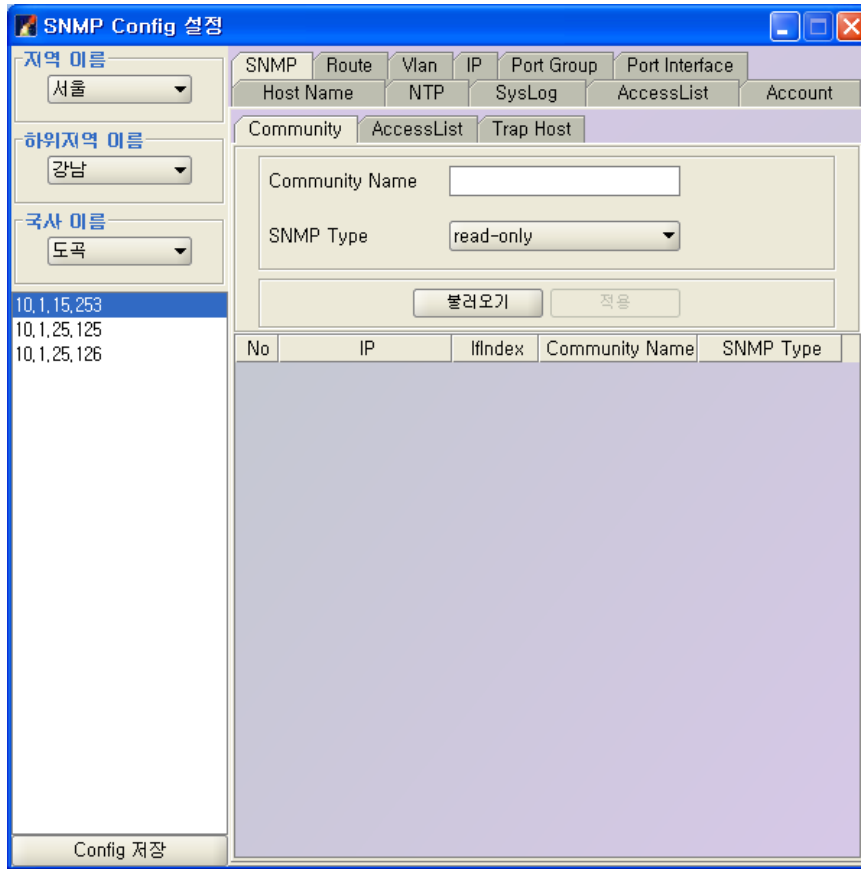 SNMP Config 설정
지역 이름
서울
하위지역 이름
강남
국사 이름
도곡
10,1,15,253
10,1,25,125
10,1,25,126
Config 저장
SNMP Route Vlan IP Port Group Port Interface
Host Name NTP SysLog AccessList Account
Community AccessList Trap Host
Community Name
SNMP Type read-only
불러오기 적용
No IP IfIndex Community Name SNMP Type